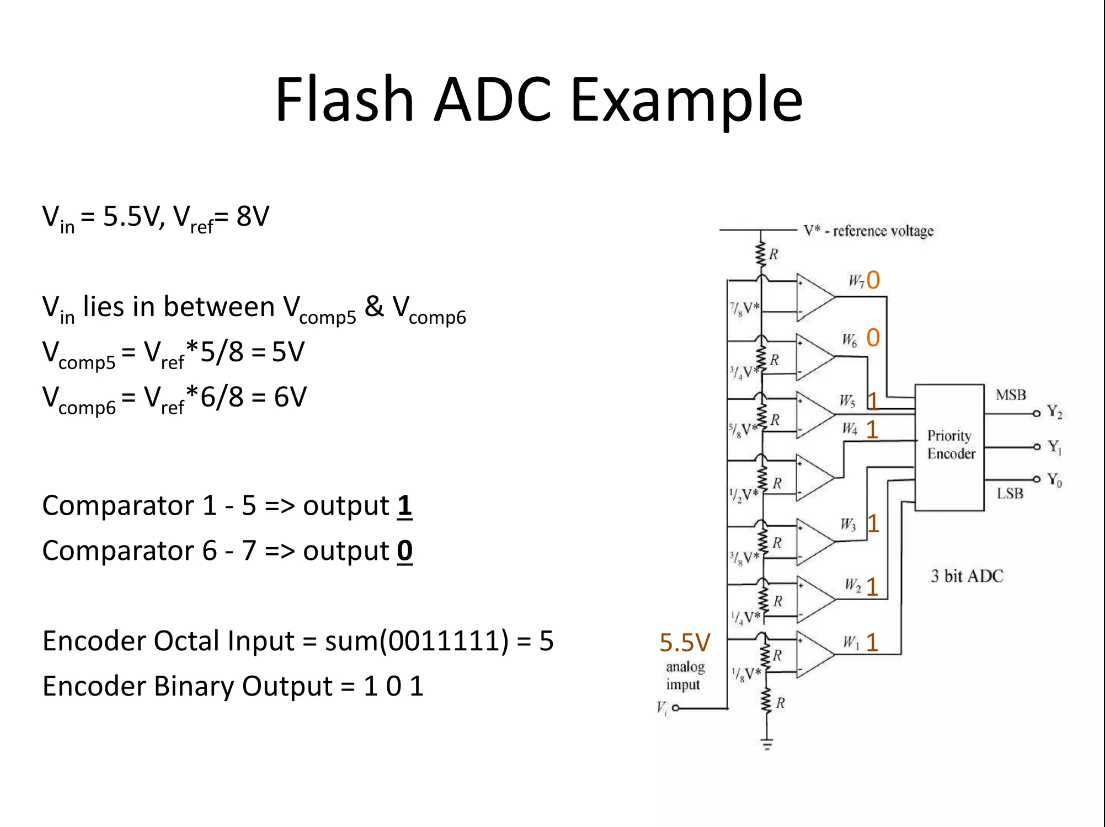 Flash ADC Example
Vin = 5.5V, Vref= 8V
Vin lies in between Vcomp5 & Vcomp6
Vcomp5 = Vref*5/8 = 5V
Vcomp6 = Vref*6/8 = 6V
Comparator 1 - 5 => output 1
Comparator 6 - 7 => output 0
Encoder Octal Input = sum(0011111) = 5
Encoder Binary Output = 1 0 1
V* - reference voltage
R
W7 0
7/8V*
W6 0
R
3/4V*
W5 1
R
5/8V*
W4 1
R
1/2V*
W3 1
R
3/8V*
W2 1
R
1/4V*
W1 1
R
1/8V*
R
5.5V
analog
imput
Vi
Priority
Encoder
MSB
Y2
Y1
Y0
LSB
3 bit ADC